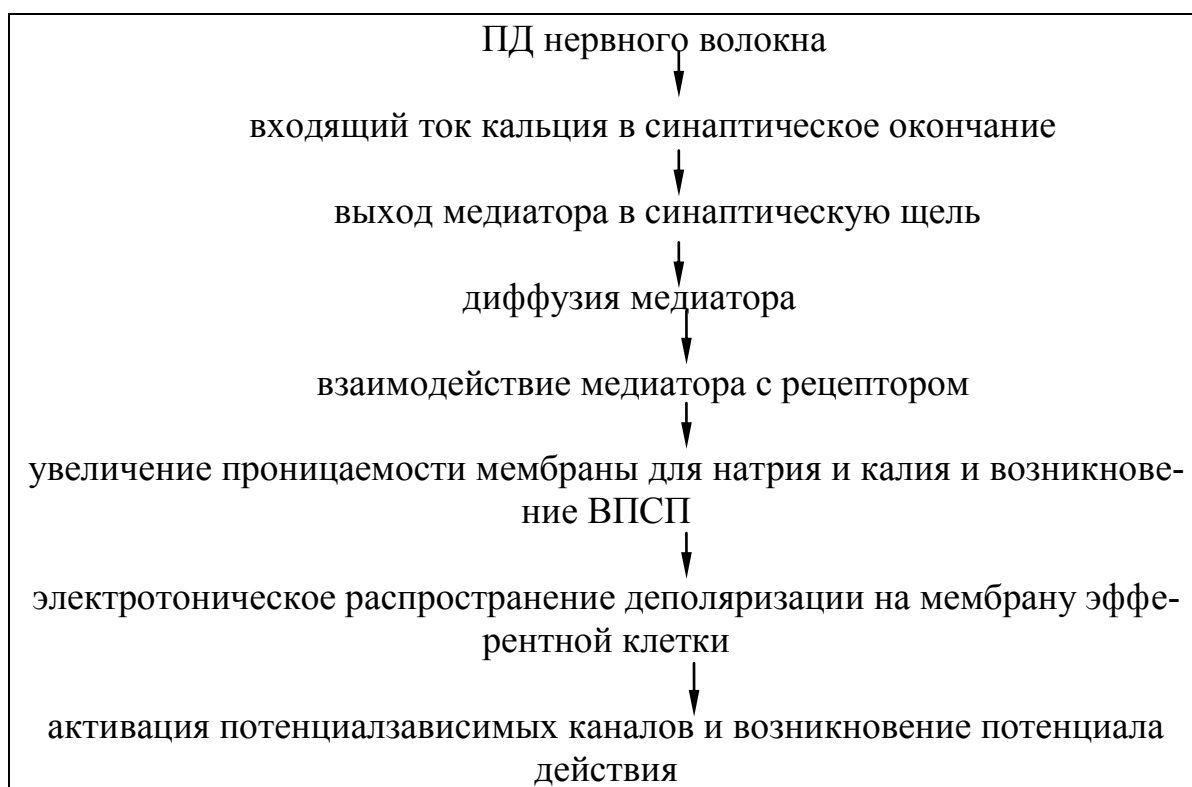 ПД нервного волокна
входящий ток кальция в синаптическое окончание
выход медиатора в синаптическую щель
диффузия медиатора
взаимодействие медиатора с рецептором
увеличение проницаемости мембраны для натрия и калия и возникнове-
ние ВПСП
электротоническое распространение деполяризации на мембрану эффе-
рентной клетки
активация потенциалзависимых каналов и возникновение потенциала
действия